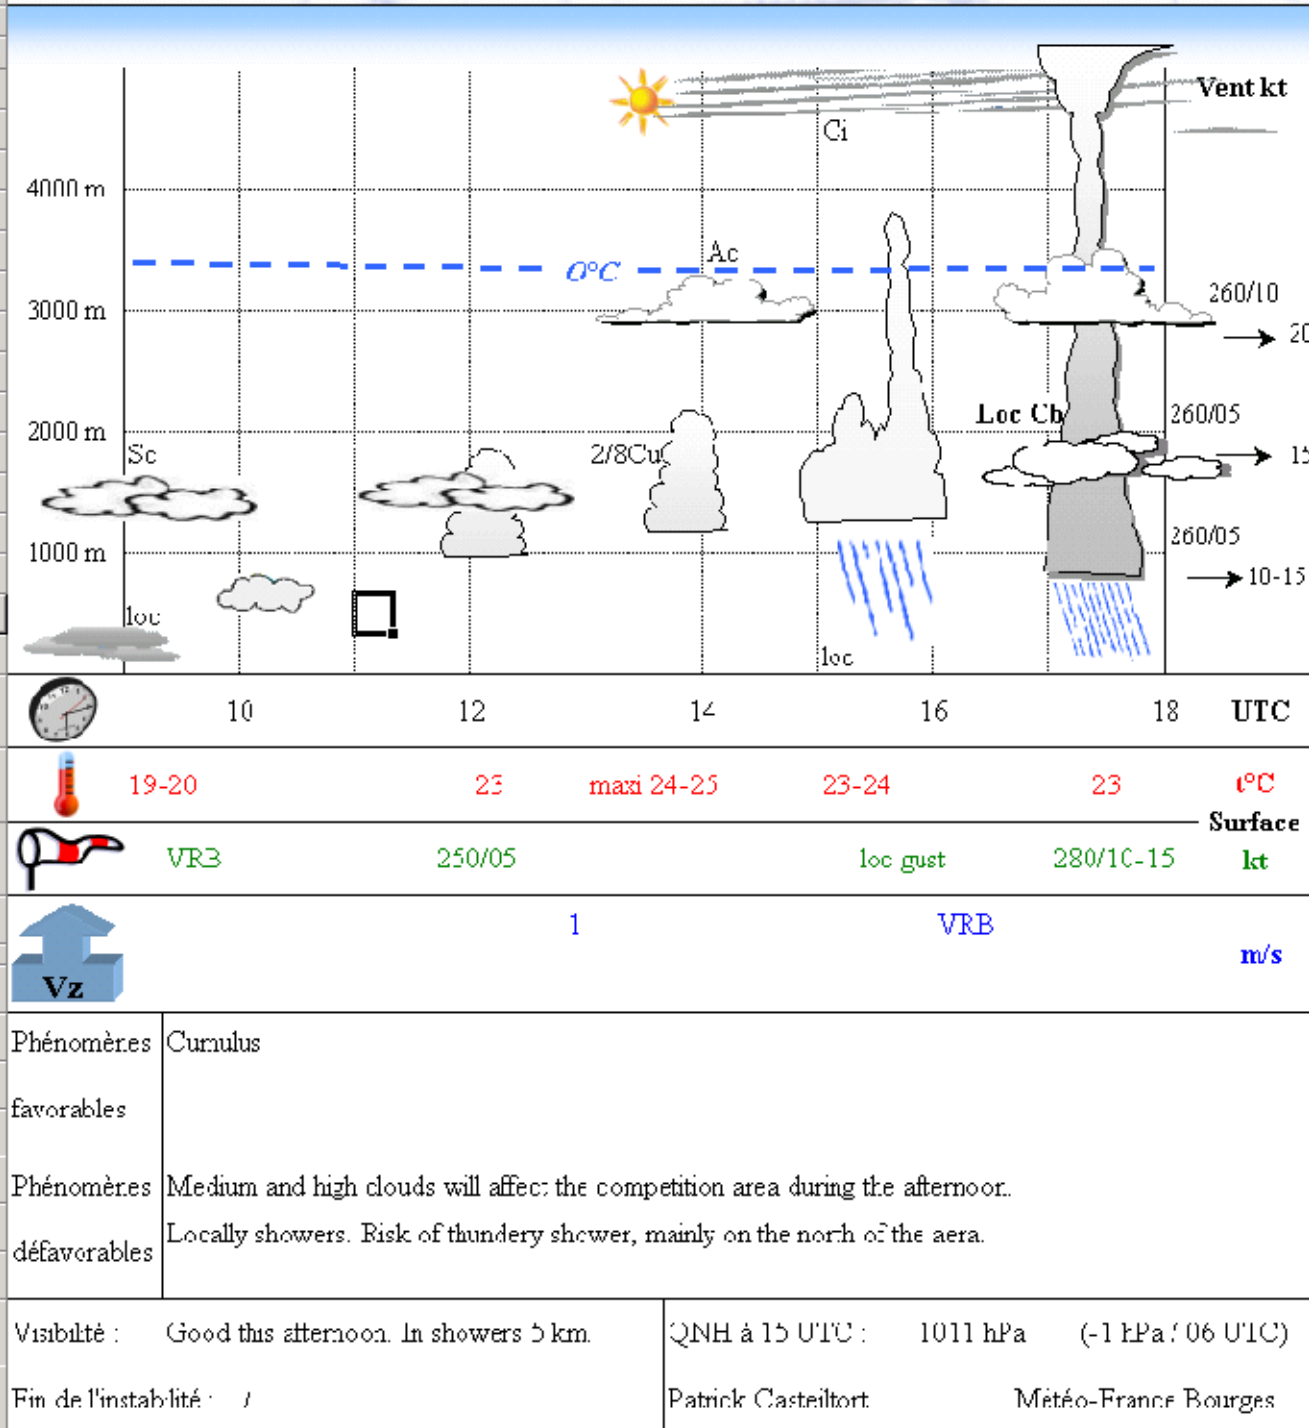 Vent kt
Ci
4000 m
Ac
0°C
260/10
3000 m
20
Loc Cb
260/05
2000 m
Sc
2/8Cu
15
260/05
1000 m
10-15
loc
loc
10 12 14 16 18 UTC
19-20 23 maxi 24-25 23-24 23 t°C
Surface
VRB 250/05 loc gust 280/10-15 kt
1 VRB
m/s
Vz
Phénomènes Cumulus
favorables
Phénomènes Medium and high clouds will affect the competition area during the afternoon.
Locally showers. Risk of thundery shower, mainly on the north of the aera.
défavorables
Visibilité : Good this afternoon. In showers 5 km. QNH à 15 UTC : 1011 hPa (-1 hPa / 06 UTC)
Fin de l'instabilité : / Patrick Casteiltort Météo-France Bourges